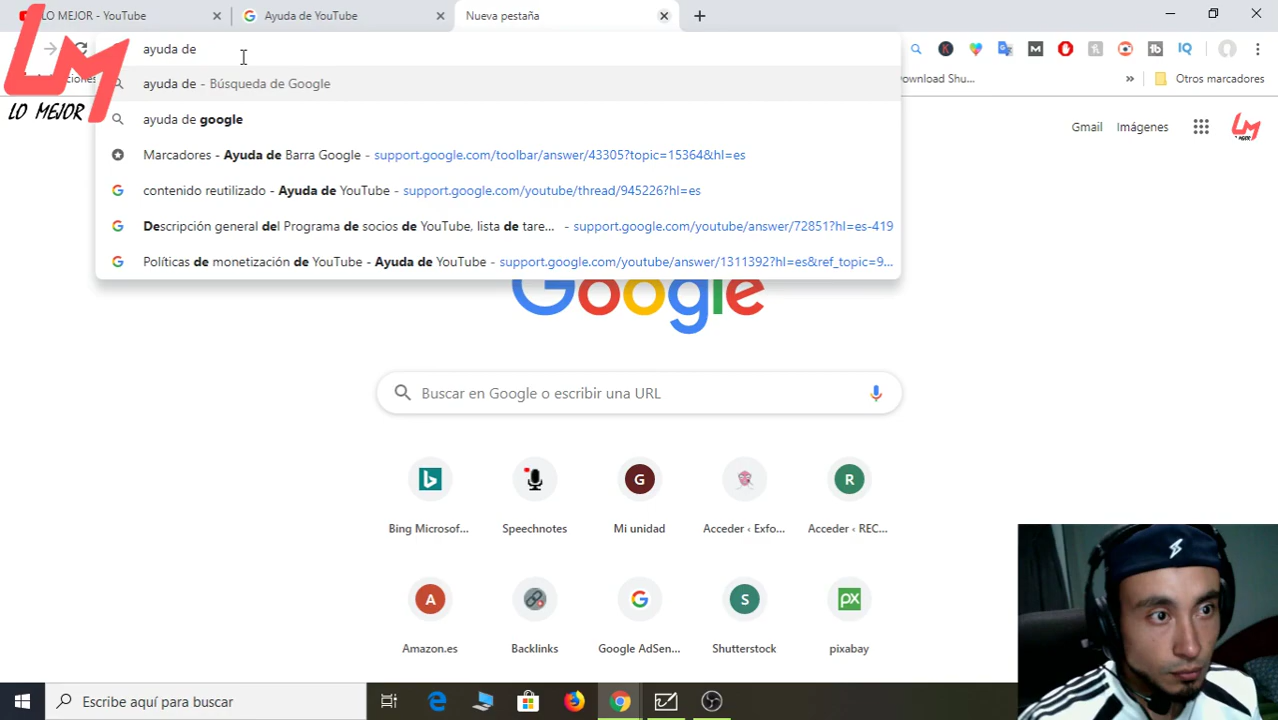 LO MEJOR - YouTube
Ayuda de YouTube
Nueva pestaña
ayuda de
ayuda de - Búsqueda de Google
ayuda de google
Marcadores - Ayuda de Barra Google - support.google.com/toolbar/answer/43305?topic=15364&hl=es
contenido reutilizado - Ayuda de YouTube - support.google.com/youtube/thread/945226?hl=es
Descripción general del Programa de socios de YouTube, lista de tare... - support.google.com/youtube/answer/72851?hl=es-419
Políticas de monetización de YouTube - Ayuda de YouTube - support.google.com/youtube/answer/1311392?hl=es&ref_topic=9...
LM
LO MEJOR
IQ
ownload Shu...
»
Otros marcadores
Gmail
Imágenes
Google
Buscar en Google o escribir una URL
Bing Microsof...
Speechnotes
Mi unidad
Acceder ‹ Exfo...
Acceder ‹ REC...
Amazon.es
Backlinks
Google AdSen...
Shutterstock
pixabay
Escribe aquí para buscar